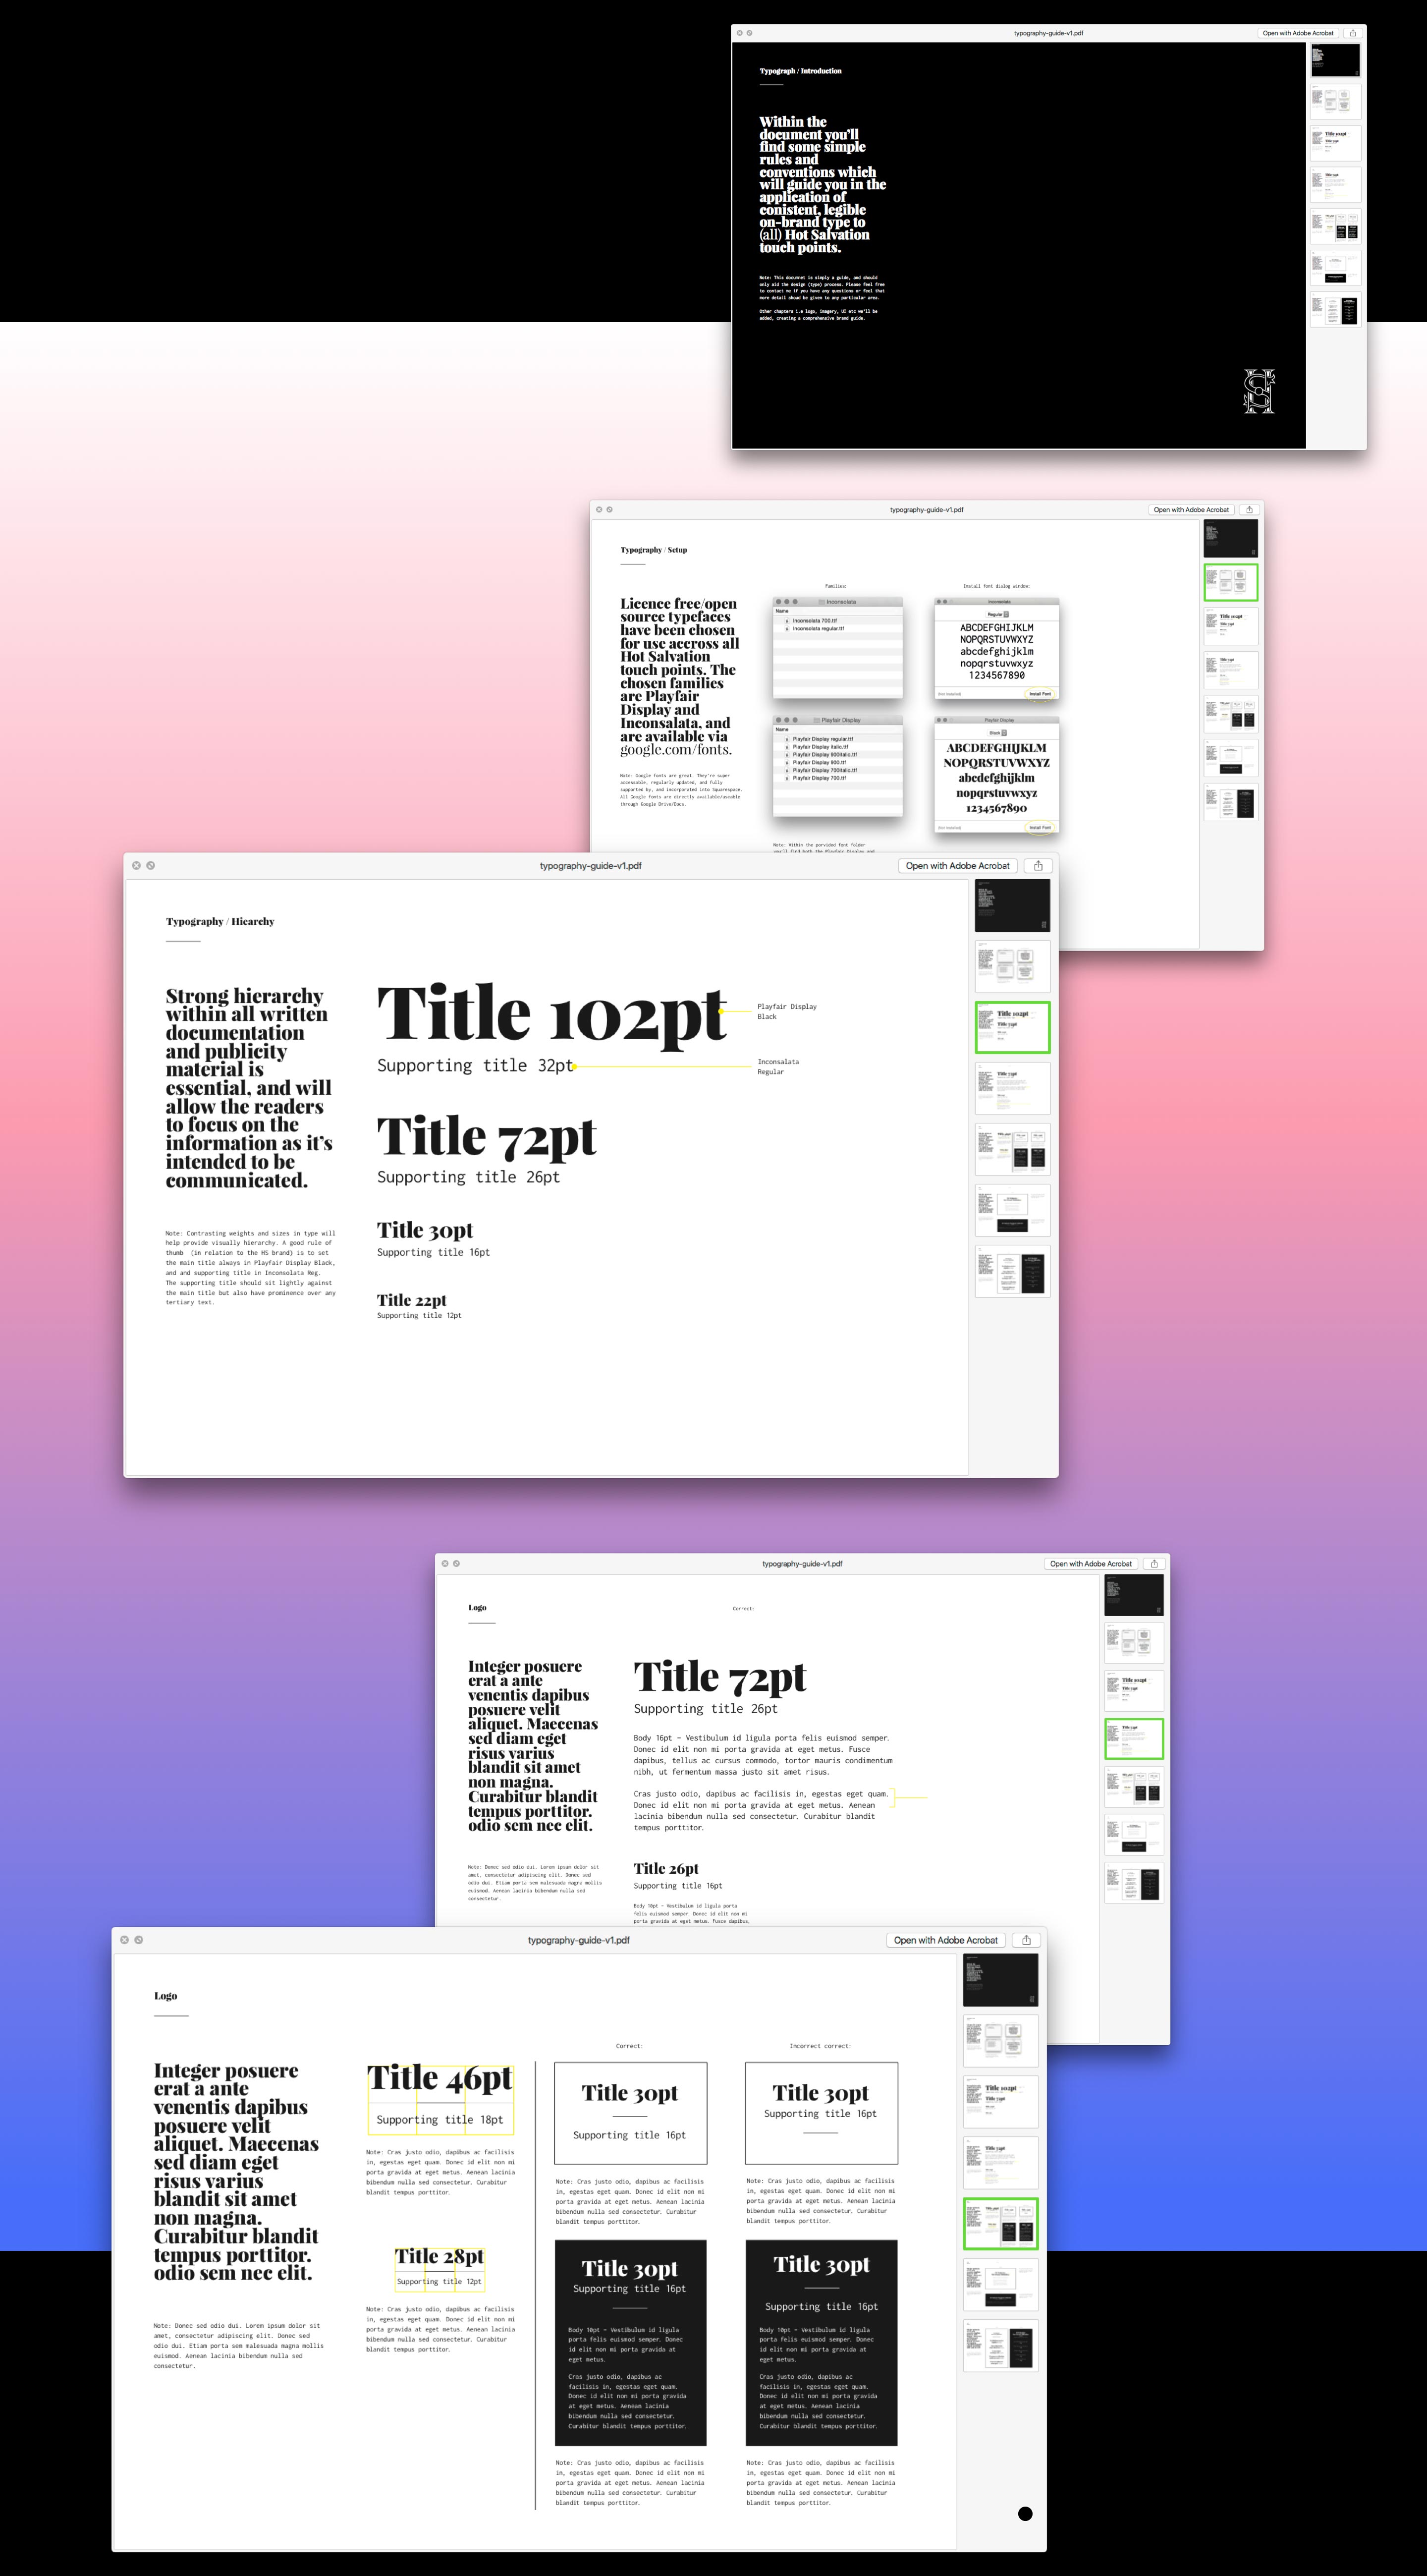 typography-guide-v1.pdf
Open with Adobe Acrobat
Typograph / Introduction
Within the
document you'll
find some simple
rules and
conventions which
will guide you in the
application of
conistent, legible
on-brand type to
(all) Hot Salvation
touch points.
Note: This documnet is simply a guide, and should
only aid the design (type) process. Please feel free
to contact me if you have any questions or feel that
more detail shoud be given to any particular area.
Other chapters i.e logo, imagery, UI etc we'll be
added, creating a comprehensive brand guide.
typography-guide-v1.pdf
Open with Adobe Acrobat
Typography / Setup
Licence free/open
source typefaces
have been chosen
for use accross all
Hot Salvation
touch points. The
chosen families
are Playfair
Display and
Inconsalata, and
are available via
google.com/fonts.
Note: Google fonts are great. They're super
accessable, regularly updated, and fully
supported by, and incorporated into Squarespace.
All Google fonts are directly available/useable
through Google Drive/Docs.
Families:
Inconsolata
Name
Inconsolata 700.ttf
Inconsolata regular.ttf
Playfair Display
Name
Playfair Display regular.ttf
Playfair Display italic.ttf
Playfair Display 900italic.ttf
Playfair Display 900.ttf
Playfair Display 700italic.ttf
Playfair Display 700.ttf
Note: Within the porvided font folder
you'll find both the Playfair Display and
Install font dialog window:
Inconsolata
Regular
ABCDEFGHIJKLM
NOPQRSTUVWXYZ
abcdefghijklm
nopqrstuvwxyz
1234567890
Install Font
Playfair Display
Black
ABCDEFGHIJKLM
NOPQRSTUVWXYZ
abcdefghijklm
nopqrstuvwxyz
1234567890
Install Font
typography-guide-v1.pdf
Open with Adobe Acrobat
Typography / Hiearchy
Strong hierarchy
within all written
documentation
and publicity
material is
essential, and will
allow the readers
to focus on the
information as it's
intended to be
communicated.
Note: Contrasting weights and sizes in type will
help provide visually hierarchy. A good rule of
thumb (in relation to the HS brand) is to set
the main title always in Playfair Display Black,
and and supporting title in Inconsolata Reg.
The supporting title should sit lightly against
the main title but also have prominence over any
tertiary text.
Title 102pt
Supporting title 32pt
Playfair Display
Black
Inconsalata
Regular
Title 72pt
Supporting title 26pt
Title 30pt
Supporting title 16pt
Title 22pt
Supporting title 12pt
typography-guide-v1.pdf
Open with Adobe Acrobat
Logo
Correct:
Integer posuere
erat a ante
venentis dapibus
posuere velit
aliquet. Maecenas
sed diam eget
risus varius
blandit sit amet
non magna.
Curabitur blandit
tempus porttitor.
odio sem nec elit.
Note: Donec sed odio dui. Lorem ipsum dolor sit
amet, consectetur adipiscing elit. Donec sed
odio dui. Etiam porta sem malesuada magna mollis
euismod. Aenean lacinia bibendum nulla sed
consectetur.
Title 72pt
Supporting title 26pt
Body 16pt – Vestibulum id ligula porta felis euismod semper.
Donec id elit non mi porta gravida at eget metus. Fusce
dapibus, tellus ac cursus commodo, tortor mauris condimentum
nibh, ut fermentum massa justo sit amet risus.
Cras justo odio, dapibus ac facilisis in, egestas eget quam.
Donec id elit non mi porta gravida at eget metus. Aenean
lacinia bibendum nulla sed consectetur. Curabitur blandit
tempus porttitor.
Title 26pt
Supporting title 16pt
Body 10pt – Vestibulum id ligula porta
felis euismod semper. Donec id elit non mi
porta gravida at eget metus. Fusce dapibus,
typography-guide-v1.pdf
Open with Adobe Acrobat
Logo
Integer posuere
erat a ante
venentis dapibus
posuere velit
aliquet. Maecenas
sed diam eget
risus varius
blandit sit amet
non magna.
Curabitur blandit
tempus porttitor.
odio sem nec elit.
Note: Donec sed odio dui. Lorem ipsum dolor sit
amet, consectetur adipiscing elit. Donec sed
odio dui. Etiam porta sem malesuada magna mollis
euismod. Aenean lacinia bibendum nulla sed
consectetur.
Title 46pt
Supporting title 18pt
Note: Cras justo odio, dapibus ac facilisis
in, egestas eget quam. Donec id elit non mi
porta gravida at eget metus. Aenean lacinia
bibendum nulla sed consectetur. Curabitur
blandit tempus porttitor.
Title 28pt
Supporting title 12pt
Note: Cras justo odio, dapibus ac facilisis
in, egestas eget quam. Donec id elit non mi
porta gravida at eget metus. Aenean lacinia
bibendum nulla sed consectetur. Curabitur
blandit tempus porttitor.
Correct:
Title 30pt
Supporting title 16pt
Note: Cras justo odio, dapibus ac facilisis
in, egestas eget quam. Donec id elit non mi
porta gravida at eget metus. Aenean lacinia
bibendum nulla sed consectetur. Curabitur
blandit tempus porttitor.
Title 30pt
Supporting title 16pt
Body 10pt – Vestibulum id ligula
porta felis euismod semper. Donec
id elit non mi porta gravida at
eget metus.
Cras justo odio, dapibus ac
facilisis in, egestas eget quam.
Donec id elit non mi porta gravida
at eget metus. Aenean lacinia
bibendum nulla sed consectetur.
Curabitur blandit tempus porttitor.
Note: Cras justo odio, dapibus ac facilisis
in, egestas eget quam. Donec id elit non mi
porta gravida at eget metus. Aenean lacinia
bibendum nulla sed consectetur. Curabitur
blandit tempus porttitor.
Incorrect correct:
Title 30pt
Supporting title 16pt
Note: Cras justo odio, dapibus ac facilisis
in, egestas eget quam. Donec id elit non mi
porta gravida at eget metus. Aenean lacinia
bibendum nulla sed consectetur. Curabitur
blandit tempus porttitor.
Title 30pt
Supporting title 16pt
Body 10pt – Vestibulum id ligula
porta felis euismod semper. Donec
id elit non mi porta gravida at
eget metus.
Cras justo odio, dapibus ac
facilisis in, egestas eget quam.
Donec id elit non mi porta gravida
at eget metus. Aenean lacinia
bibendum nulla sed consectetur.
Curabitur blandit tempus porttitor.
Note: Cras justo odio, dapibus ac facilisis
in, egestas eget quam. Donec id elit non mi
porta gravida at eget metus. Aenean lacinia
bibendum nulla sed consectetur. Curabitur
blandit tempus porttitor.